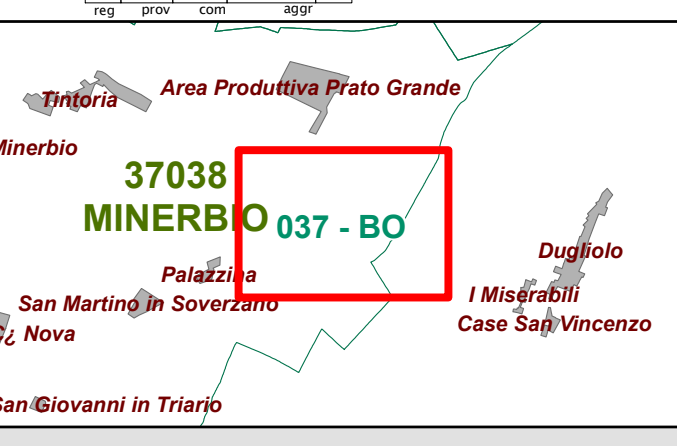 reg prov com aggr
Tintoria
Area Produttiva Prato Grande
Minerbio
37038
MINERBIO
037 - BO
Dugliolo
Palazzina
I Miserabili
San Martino in Soverzano
Case San Vincenzo
¿ Nova
San Giovanni in Triario